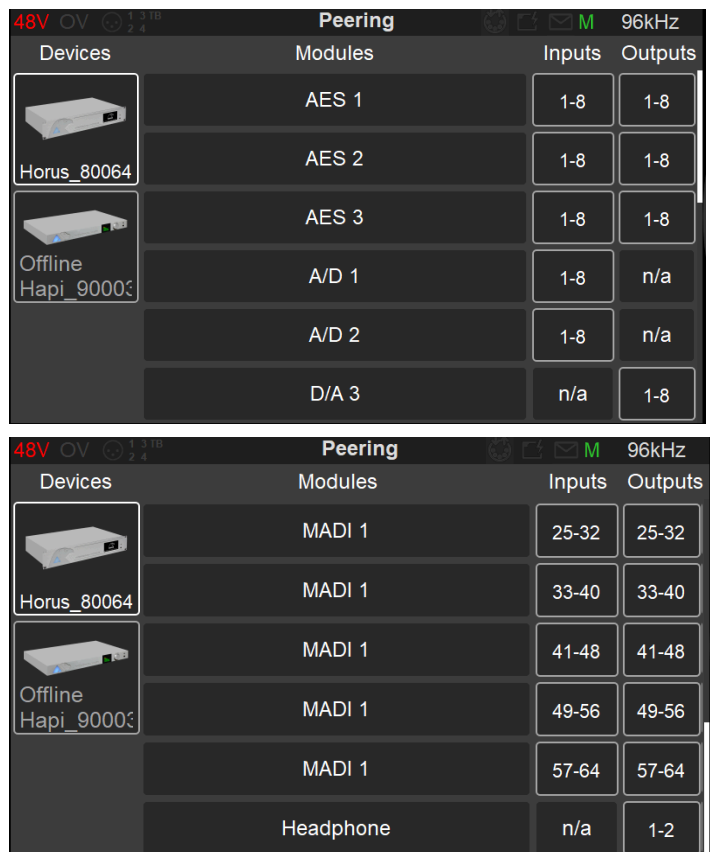 48V OV 1 3 TB 2 4 Peering M 96kHz
Devices Modules Inputs Outputs
AES 1 1-8 1-8
AES 2 1-8 1-8
Horus_80064
AES 3 1-8 1-8
Offline
Hapi_90003
A/D 1 1-8 n/a
A/D 2 1-8 n/a
D/A 3 n/a 1-8
48V OV 1 3 TB 2 4 Peering M 96kHz
Devices Modules Inputs Outputs
MADI 1 25-32 25-32
MADI 1 33-40 33-40
Horus_80064
MADI 1 41-48 41-48
Offline
Hapi_90003
MADI 1 49-56 49-56
MADI 1 57-64 57-64
Headphone n/a 1-2